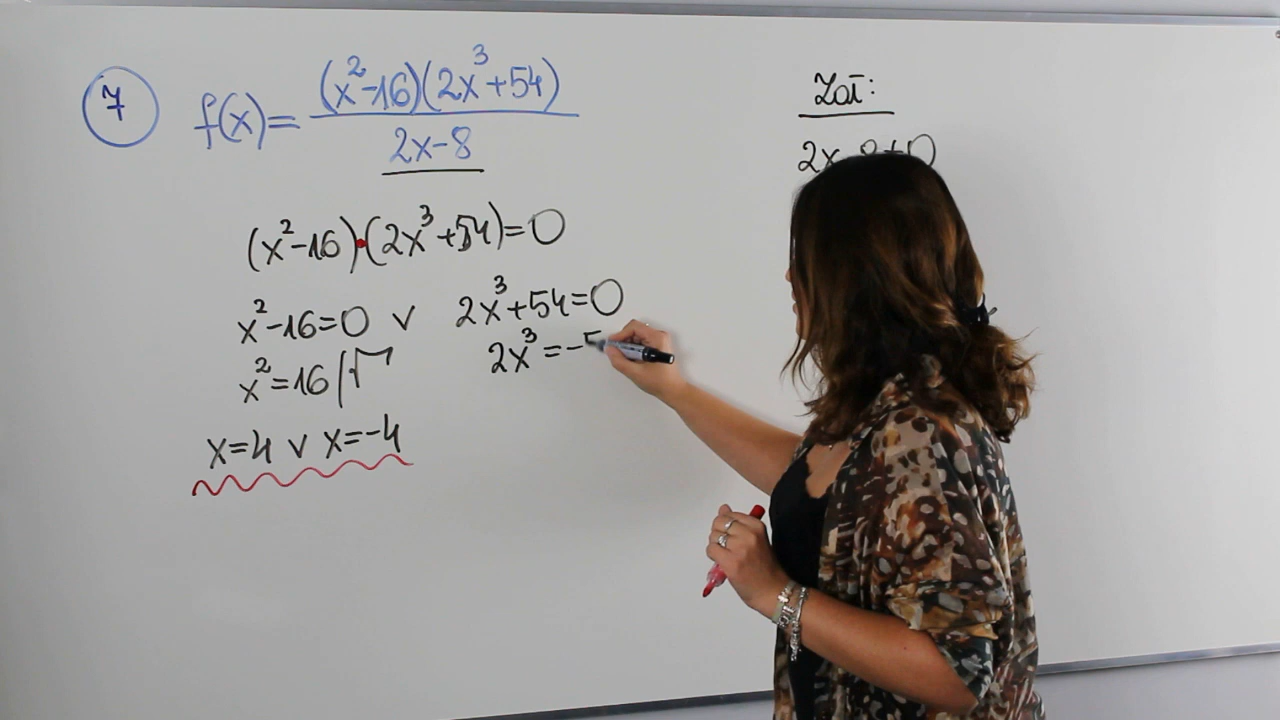 7 f(x)= (x²-16)(2x³+54) / 2x-8
Zał:
2x-8≠0
(x²-16)·(2x³+54)=0
x²-16=0 ∨ 2x³+54=0
x²=16 |√ 2x³=-5
x=4 ∨ x=-4